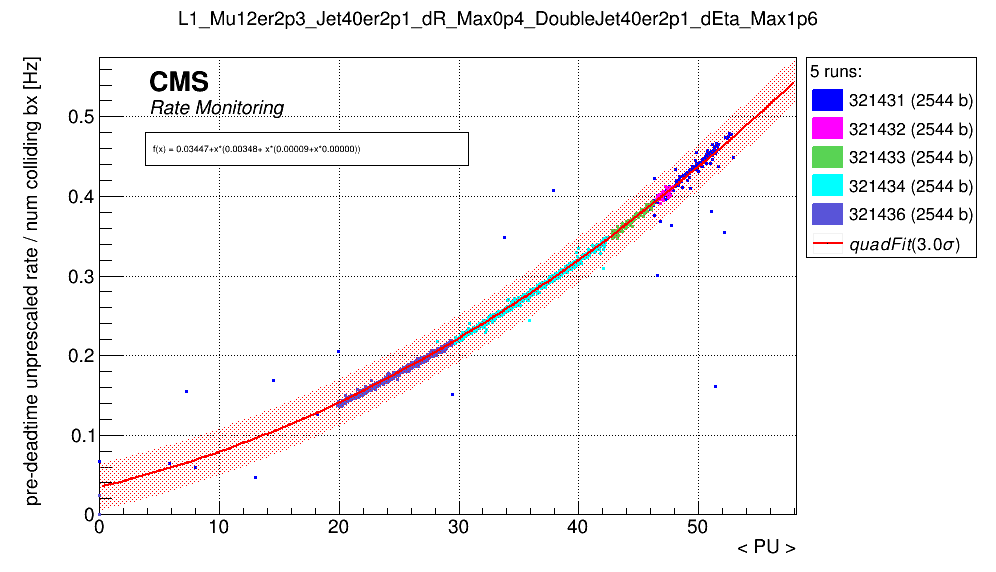 L1_Mu12er2p3_Jet40er2p1_dR_Max0p4_DoubleJet40er2p1_dEta_Max1p6
pre-deadtime unprescaled rate / num colliding bx [Hz]
CMS
Rate Monitoring
f(x) = 0.03447+x*(0.00348+ x*(0.00009+x*0.00000))
0.5
0.4
0.3
0.2
0.1
0
0 10 20 30 40 50
< PU >
5 runs:
321431 (2544 b)
321432 (2544 b)
321433 (2544 b)
321434 (2544 b)
321436 (2544 b)
quadFit(3.0σ)